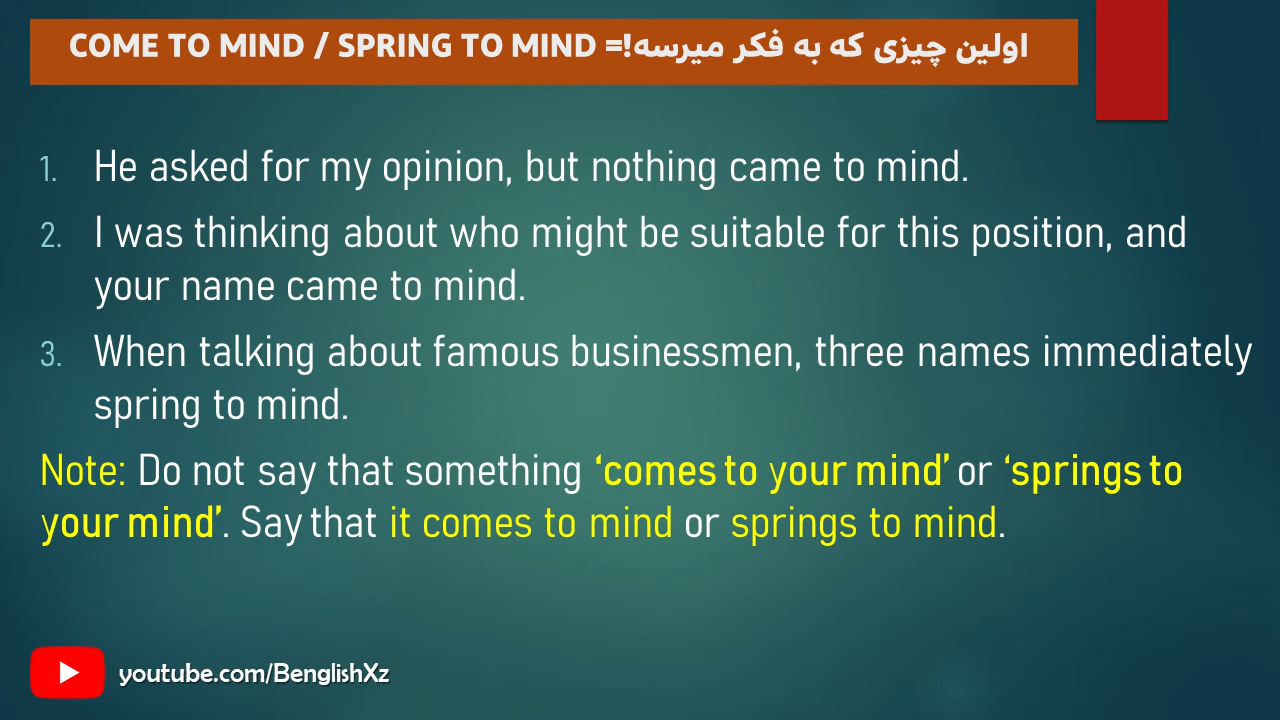 COME TO MIND / SPRING TO MIND =!اولین چیزی که به فکر میرسه
1. He asked for my opinion, but nothing came to mind.
2. I was thinking about who might be suitable for this position, and
your name came to mind.
3. When talking about famous businessmen, three names immediately
spring to mind.
Note: Do not say that something ‘comes to your mind’ or ‘springs to
your mind’. Say that it comes to mind or springs to mind.
youtube.com/BenglishXz